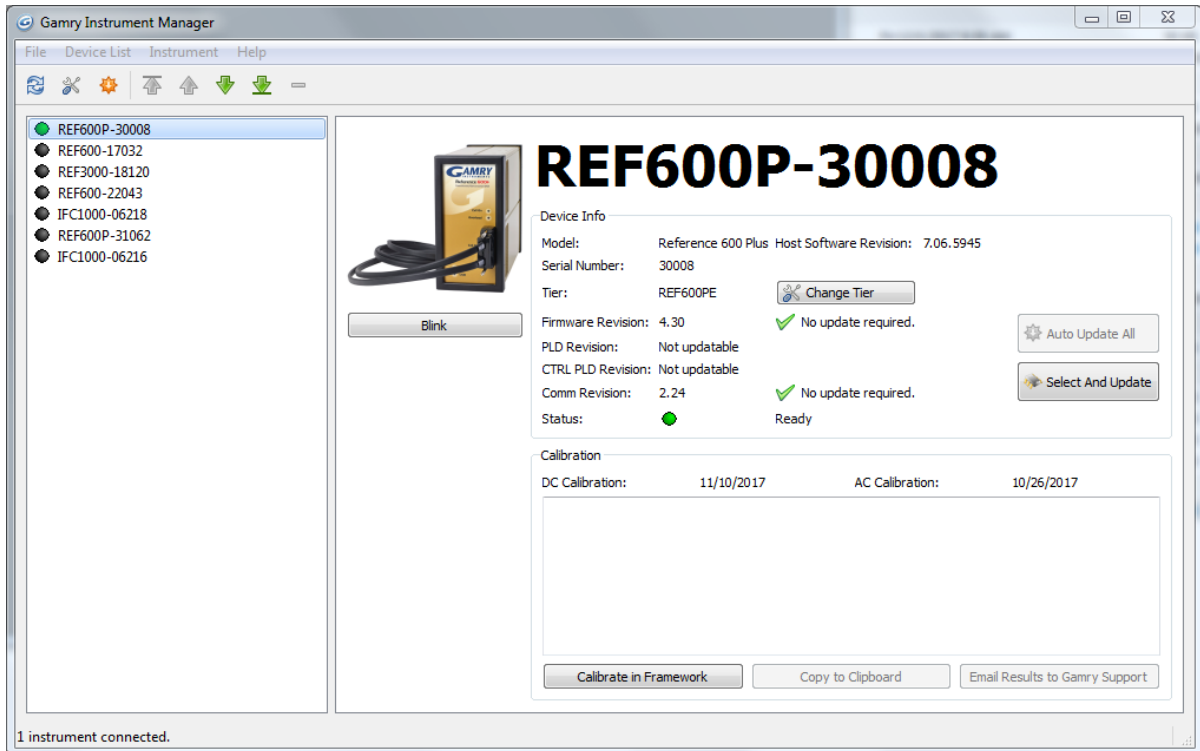 Gamry Instrument Manager
File Device List Instrument Help
REF600P-30008
REF600-17032
REF3000-18120
REF600-22043
IFC1000-06218
REF600P-31062
IFC1000-06216
GAMRY
Blink
REF600P-30008
Device Info
Model: Reference 600 Plus Host Software Revision: 7.06.5945
Serial Number: 30008
Tier: REF600PE Change Tier
Firmware Revision: 4.30 No update required.
PLD Revision: Not updatable
CTRL PLD Revision: Not updatable
Comm Revision: 2.24 No update required.
Status: Ready
Auto Update All
Select And Update
Calibration
DC Calibration: 11/10/2017 AC Calibration: 10/26/2017
Calibrate in Framework Copy to Clipboard Email Results to Gamry Support
1 instrument connected.